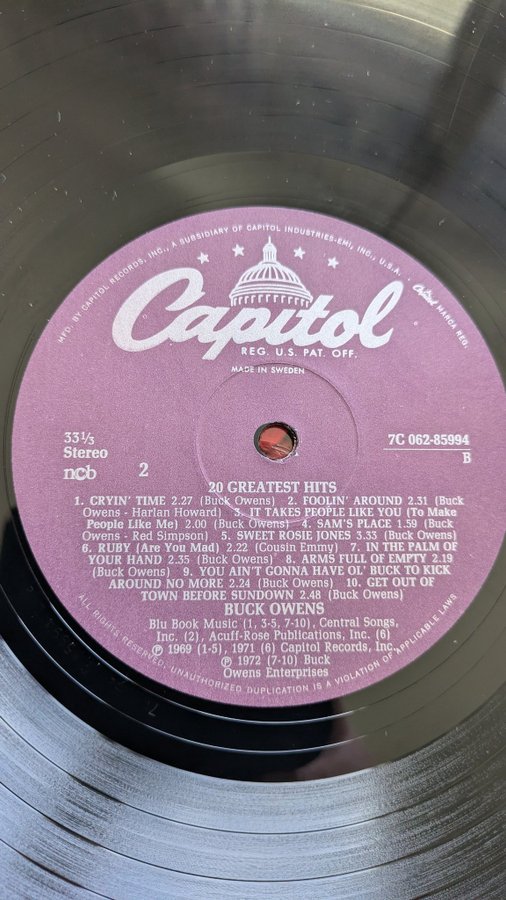 MFD. BY CAPITOL RECORDS, INC., A SUBSIDIARY OF CAPITOL INDUSTRIES-EMI, INC., U.S.A.
Capitol MARCA REG.
Capitol
REG. U.S. PAT. OFF.
MADE IN SWEDEN
33⅓
Stereo
ncb
2
7C 062-85994
B
20 GREATEST HITS
1. CRYIN' TIME 2.27 (Buck Owens) 2. FOOLIN' AROUND 2.31 (Buck
Owens - Harlan Howard) 3. IT TAKES PEOPLE LIKE YOU (To Make
People Like Me) 2.00 (Buck Owens) 4. SAM'S PLACE 1.59 (Buck
Owens - Red Simpson) 5. SWEET ROSIE JONES 3.33 (Buck Owens)
6. RUBY (Are You Mad) 2.22 (Cousin Emmy) 7. IN THE PALM OF
YOUR HAND 2.35 (Buck Owens) 8. ARMS FULL OF EMPTY 2.19
(Buck Owens) 9. YOU AIN'T GONNA HAVE OL' BUCK TO KICK
AROUND NO MORE 2.24 (Buck Owens) 10. GET OUT OF
TOWN BEFORE SUNDOWN 2.48 (Buck Owens)
BUCK OWENS
Blu Book Music (1, 3-5, 7-10), Central Songs,
Inc. (2), Acuff-Rose Publications, Inc. (6)
℗ 1969 (1-5), 1971 (6) Capitol Records, Inc.
℗ 1972 (7-10) Buck
Owens Enterprises
ALL RIGHTS RESERVED. UNAUTHORIZED DUPLICATION IS A VIOLATION OF APPLICABLE LAWS